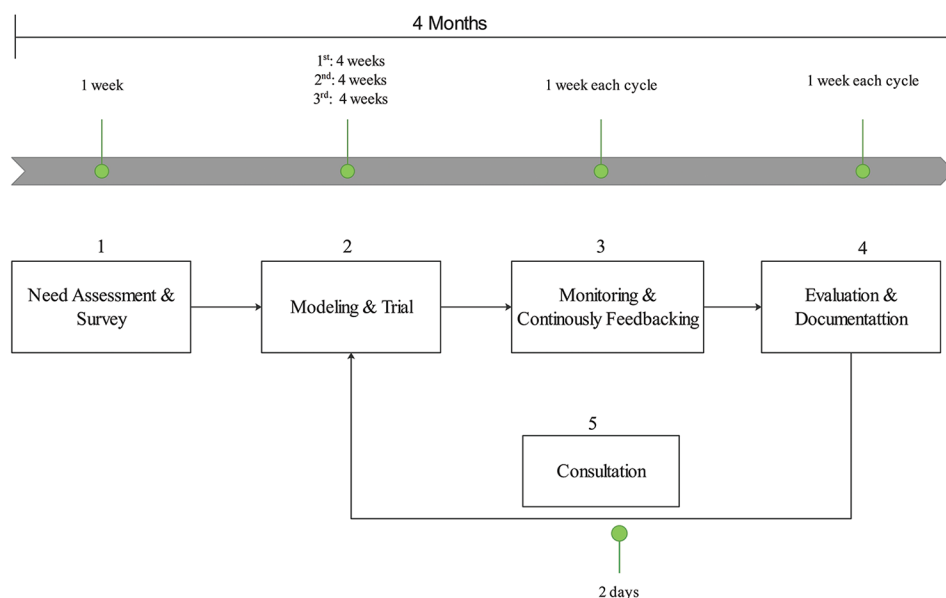 4 Months
1 week
1st: 4 weeks
2nd: 4 weeks
3rd: 4 weeks
1 week each cycle
1 week each cycle
1
2
3
4
Need Assessment &
Survey
Modeling & Trial
Monitoring &
Continously Feedbacking
Evaluation &
Documentattion
5
Consultation
2 days